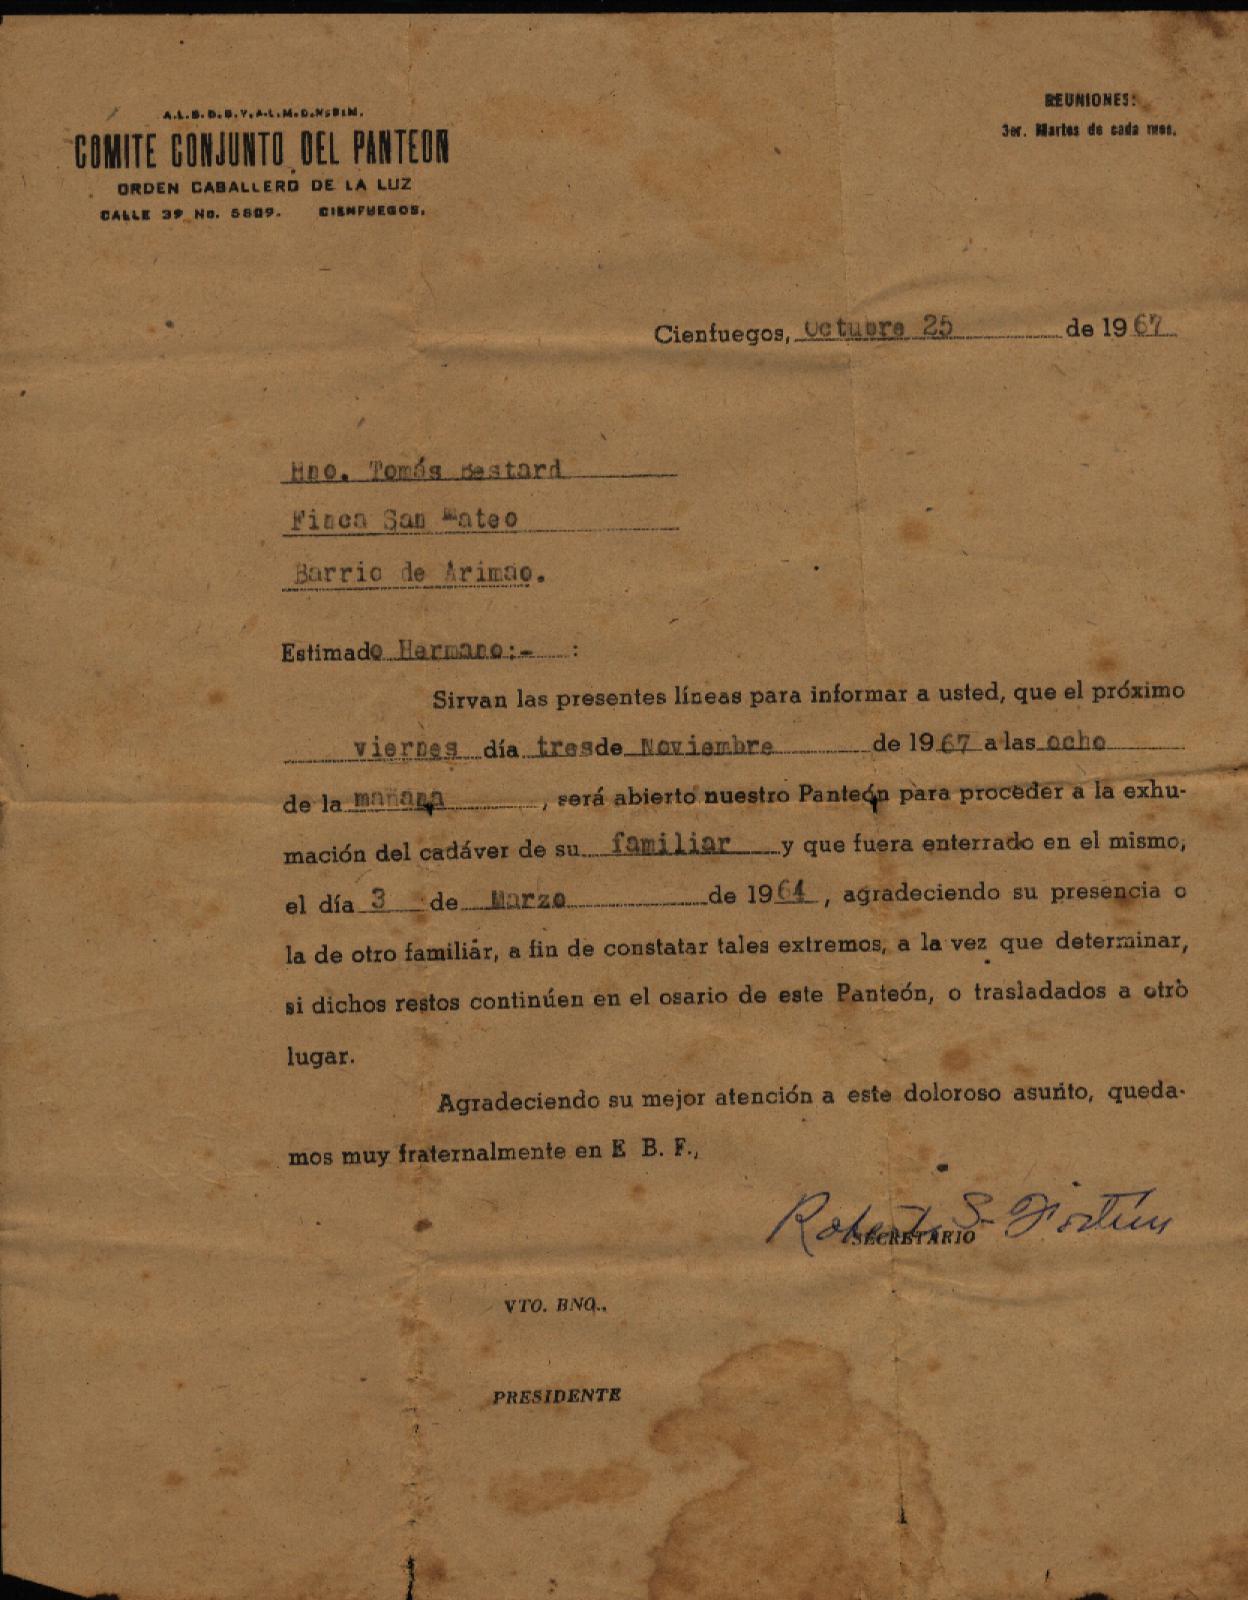 COMITE CONJUNTO DEL PANTEON
ORDEN CABALLERO DE LA LUZ
CALLE 39 No. 5809. CIENFUEGOS.
REUNIONES:
3er. Martes de cada mes.
Cienfuegos, Octubre 25 de 1967
Hno. Tomás Bestard
Finca San Mateo
Barrio de Arimao.
Estimado Hermano:- :
Sirvan las presentes líneas para informar a usted, que el próximo
viernes día tres de Noviembre de 1967 a las ocho
de la mañana, será abierto nuestro Panteón para proceder a la exhu-
mación del cadáver de su familiar y que fuera enterrado en el mismo,
el día 3 de Marzo de 1964, agradeciendo su presencia o
la de otro familiar, a fin de constatar tales extremos, a la vez que determinar,
si dichos restos continúen en el osario de este Panteón, o trasladados a otro
lugar.
Agradeciendo su mejor atención a este doloroso asunto, queda-
mos muy fraternalmente en E B. F.,
SECRETARIO
VTO. BNO..
PRESIDENTE